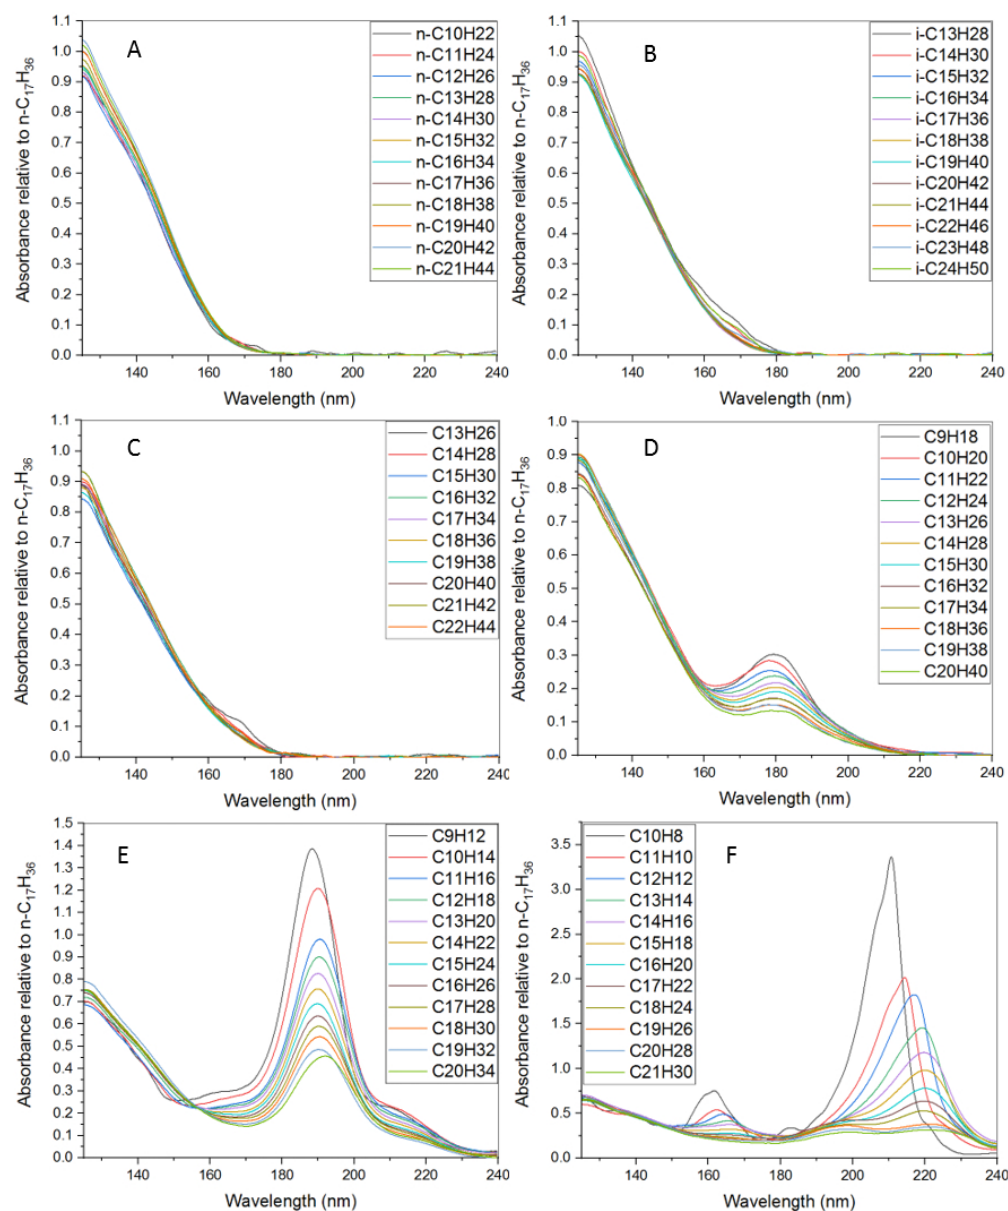 A
Absorbance relative to n-C17H36
1.1
1.0
0.9
0.8
0.7
0.6
0.5
0.4
0.3
0.2
0.1
0.0
140 160 180 200 220 240
Wavelength (nm)
n-C10H22
n-C11H24
n-C12H26
n-C13H28
n-C14H30
n-C15H32
n-C16H34
n-C17H36
n-C18H38
n-C19H40
n-C20H42
n-C21H44
B
Absorbance relative to n-C17H36
1.1
1.0
0.9
0.8
0.7
0.6
0.5
0.4
0.3
0.2
0.1
0.0
140 160 180 200 220 240
Wavelength (nm)
i-C13H28
i-C14H30
i-C15H32
i-C16H34
i-C17H36
i-C18H38
i-C19H40
i-C20H42
i-C21H44
i-C22H46
i-C23H48
i-C24H50
C
Absorbance relative to n-C17H36
1.1
1.0
0.9
0.8
0.7
0.6
0.5
0.4
0.3
0.2
0.1
0.0
140 160 180 200 220 240
Wavelength (nm)
C13H26
C14H28
C15H30
C16H32
C17H34
C18H36
C19H38
C20H40
C21H42
C22H44
D
Absorbance relative to n-C17H36
1.0
0.9
0.8
0.7
0.6
0.5
0.4
0.3
0.2
0.1
0.0
140 160 180 200 220 240
Wavelength (nm)
C9H18
C10H20
C11H22
C12H24
C13H26
C14H28
C15H30
C16H32
C17H34
C18H36
C19H38
C20H40
E
Absorbance relative to n-C17H36
1.5
1.4
1.3
1.2
1.1
1.0
0.9
0.8
0.7
0.6
0.5
0.4
0.3
0.2
0.1
0.0
140 160 180 200 220 240
Wavelength (nm)
C9H12
C10H14
C11H16
C12H18
C13H20
C14H22
C15H24
C16H26
C17H28
C18H30
C19H32
C20H34
F
Absorbance relative to n-C17H36
3.5
3.0
2.5
2.0
1.5
1.0
0.5
0.0
140 160 180 200 220 240
Wavelength (nm)
C10H8
C11H10
C12H12
C13H14
C14H16
C15H18
C16H20
C17H22
C18H24
C19H26
C20H28
C21H30